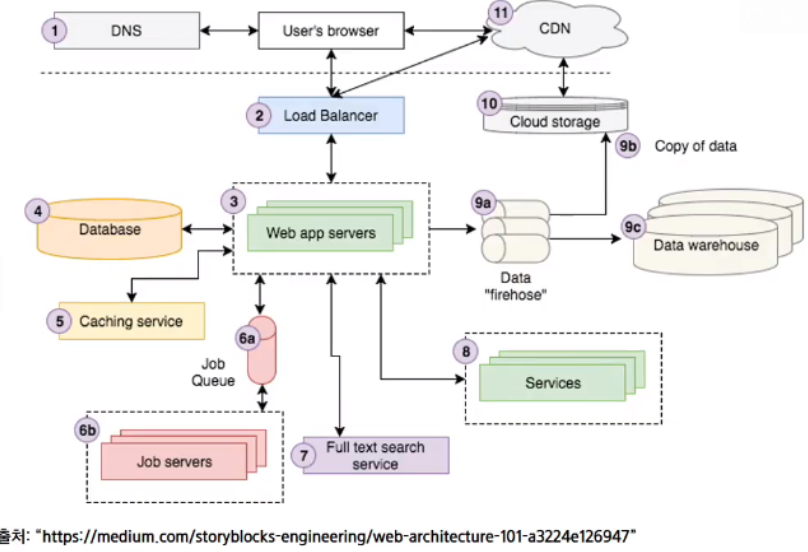 1
DNS
User's browser
11
CDN
2
Load Balancer
10
Cloud storage
9b
Copy of data
4
Database
3
Web app servers
9a
Data
"firehose"
9c
Data warehouse
5
Caching service
6a
Job
Queue
8
Services
6b
Job servers
7
Full text search
service
출처: “https://medium.com/storyblocks-engineering/web-architecture-101-a3224e126947”